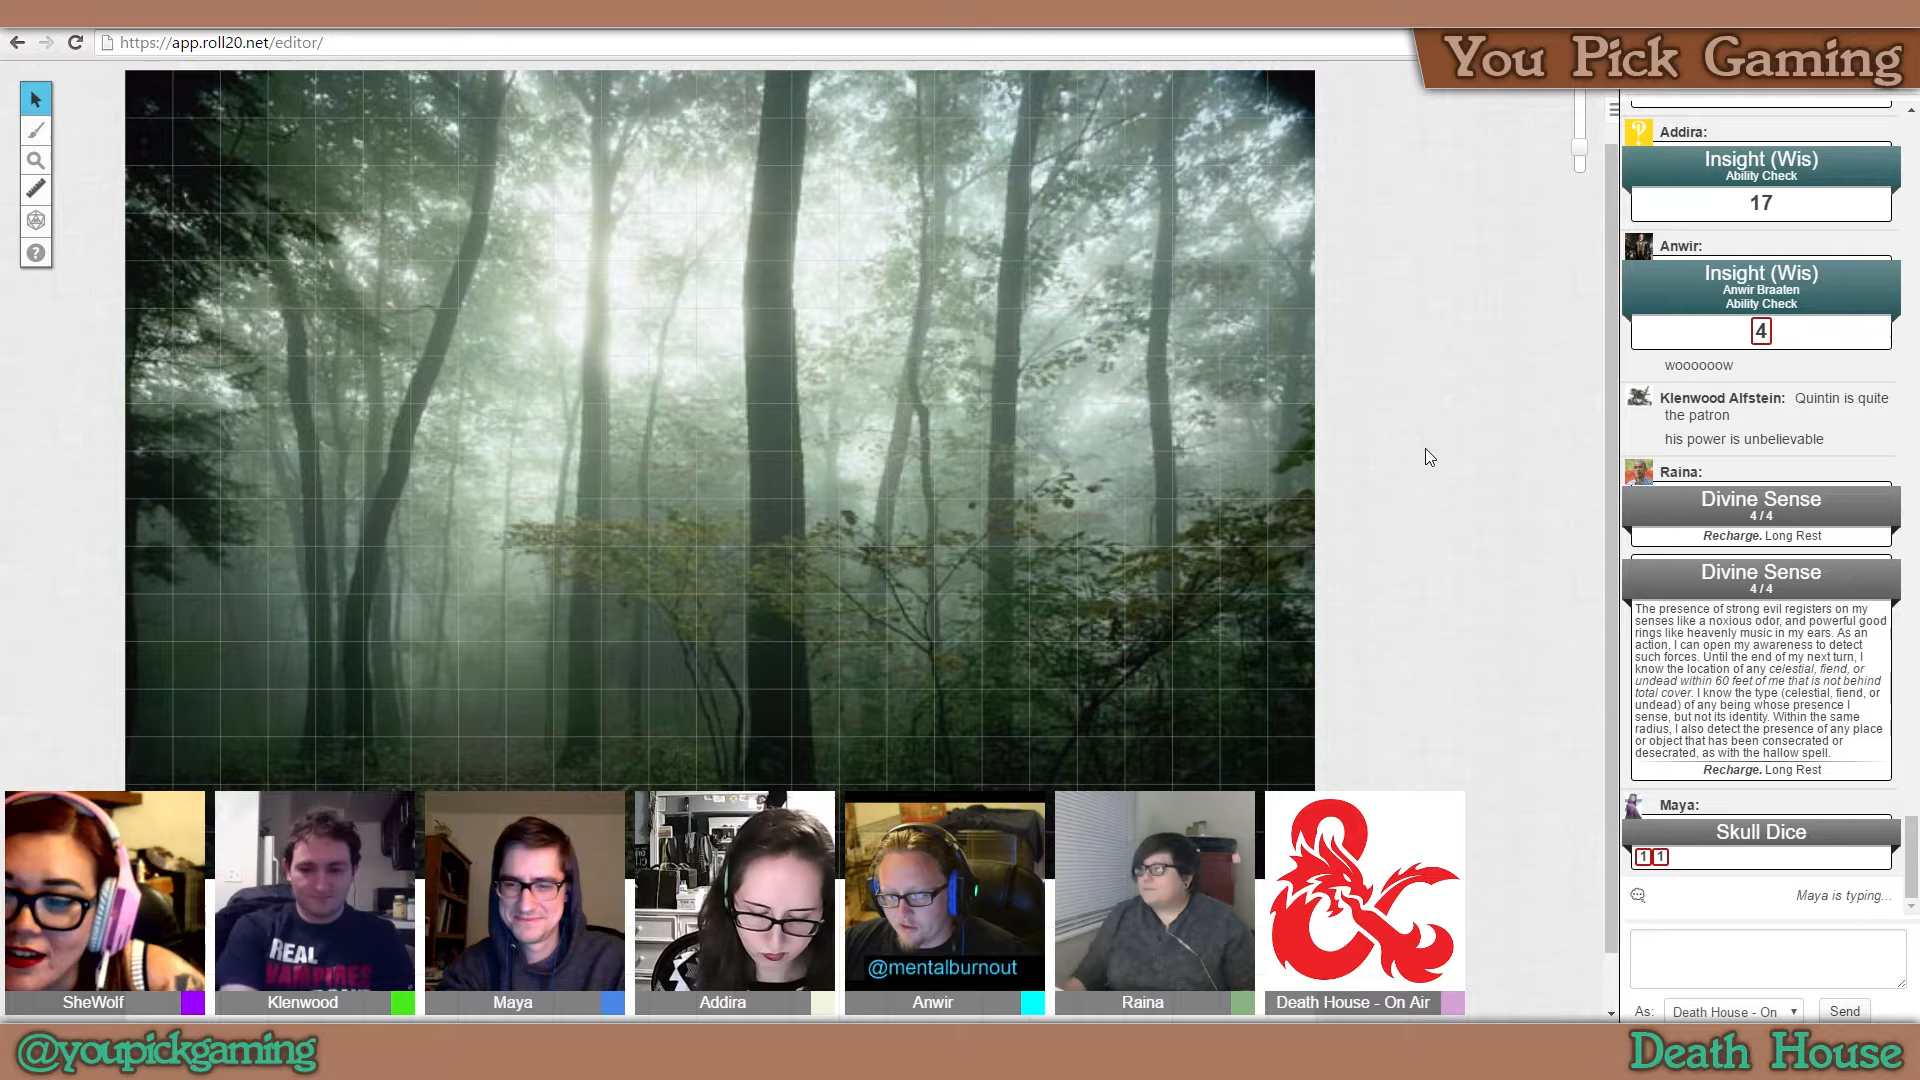 https://app.roll20.net/editor/
You Pick Gaming
Addira:
Insight (Wis)
Ability Check
17
Anwir:
Insight (Wis)
Anwir Braaten
Ability Check
4
woooooow
Klenwood Alfstein: Quintin is quite
the patron
his power is unbelievable
Raina:
Divine Sense
4 / 4
Recharge. Long Rest
Divine Sense
4 / 4
The presence of strong evil registers on my
senses like a noxious odor, and powerful good
rings like heavenly music in my ears. As an
action, I can open my awareness to detect
such forces. Until the end of my next turn, I
know the location of any celestial, fiend, or
undead within 60 feet of me that is not behind
total cover. I know the type (celestial, fiend, or
undead) of any being whose presence I
sense, but not its identity. Within the same
radius, I also detect the presence of any place
or object that has been consecrated or
desecrated, as with the hallow spell.
Recharge. Long Rest
Maya:
Skull Dice
1 1
Maya is typing...
As: Death House - On
Send
REAL
VAMPIRES
@mentalburnout
SheWolf
Klenwood
Maya
Addira
Anwir
Raina
Death House - On Air
@youpickgaming
Death House